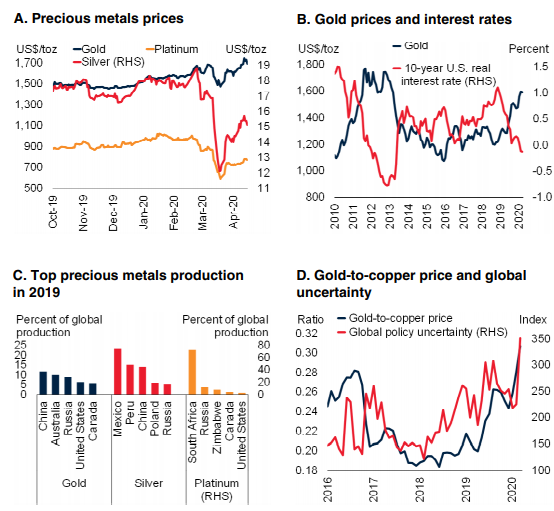 A. Precious metals prices
US$/toz
US$/toz
Gold
Platinum
Silver (RHS)
1,700
1,500
1,300
1,100
900
700
500
19
18
17
16
15
14
13
12
11
Oct-19
Nov-19
Dec-19
Jan-20
Feb-20
Mar-20
Apr-20
B. Gold prices and interest rates
US$/toz
Percent
Gold
10-year U.S. real
interest rate (RHS)
1,800
1,600
1,400
1,200
1,000
800
1.5
1.0
0.5
0.0
-0.5
-1.0
2010
2011
2012
2013
2014
2015
2016
2017
2018
2019
2020
C. Top precious metals production
in 2019
Percent of global
production
Percent of global
production
25
20
15
10
5
0
80
60
40
20
0
China
Australia
Russia
United States
Canada
Mexico
Peru
China
Poland
Russia
South Africa
Russia
Zimbabwe
Canada
United States
Gold
Silver
Platinum
(RHS)
D. Gold-to-copper price and global
uncertainty
Ratio
Index
Gold-to-copper price
Global policy uncertainty (RHS)
0.32
0.30
0.28
0.26
0.24
0.22
0.20
0.18
350
300
250
200
150
100
2016
2017
2018
2019
2020